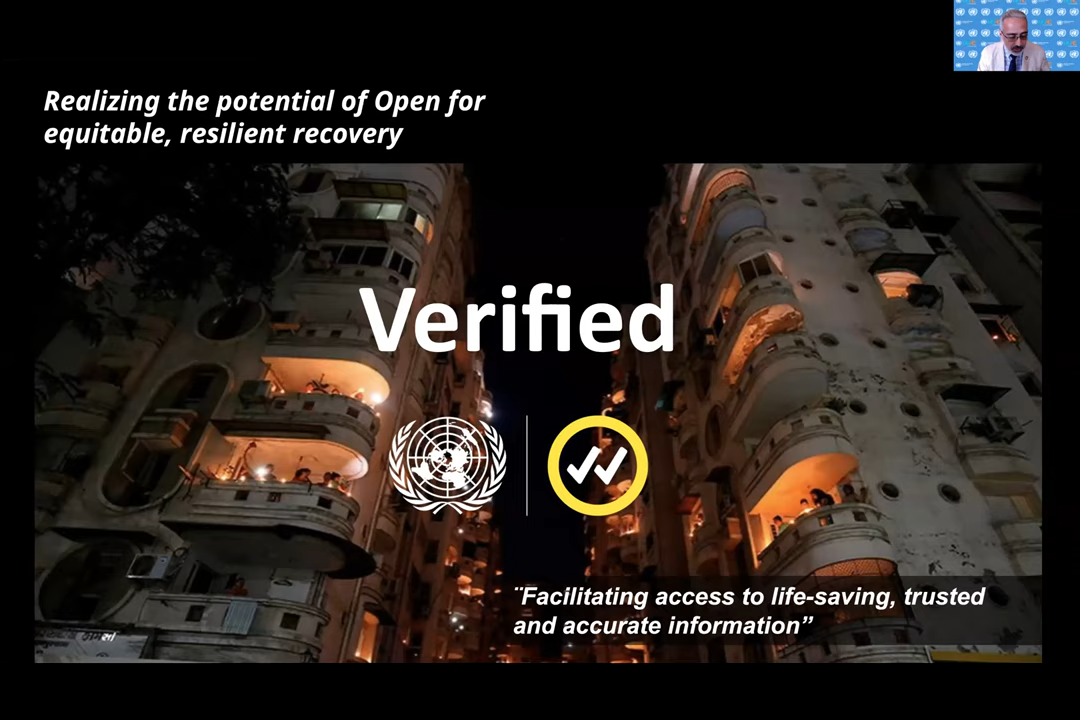 Realizing the potential of Open for
equitable, resilient recovery
Verified
¨Facilitating access to life-saving, trusted
and accurate information”